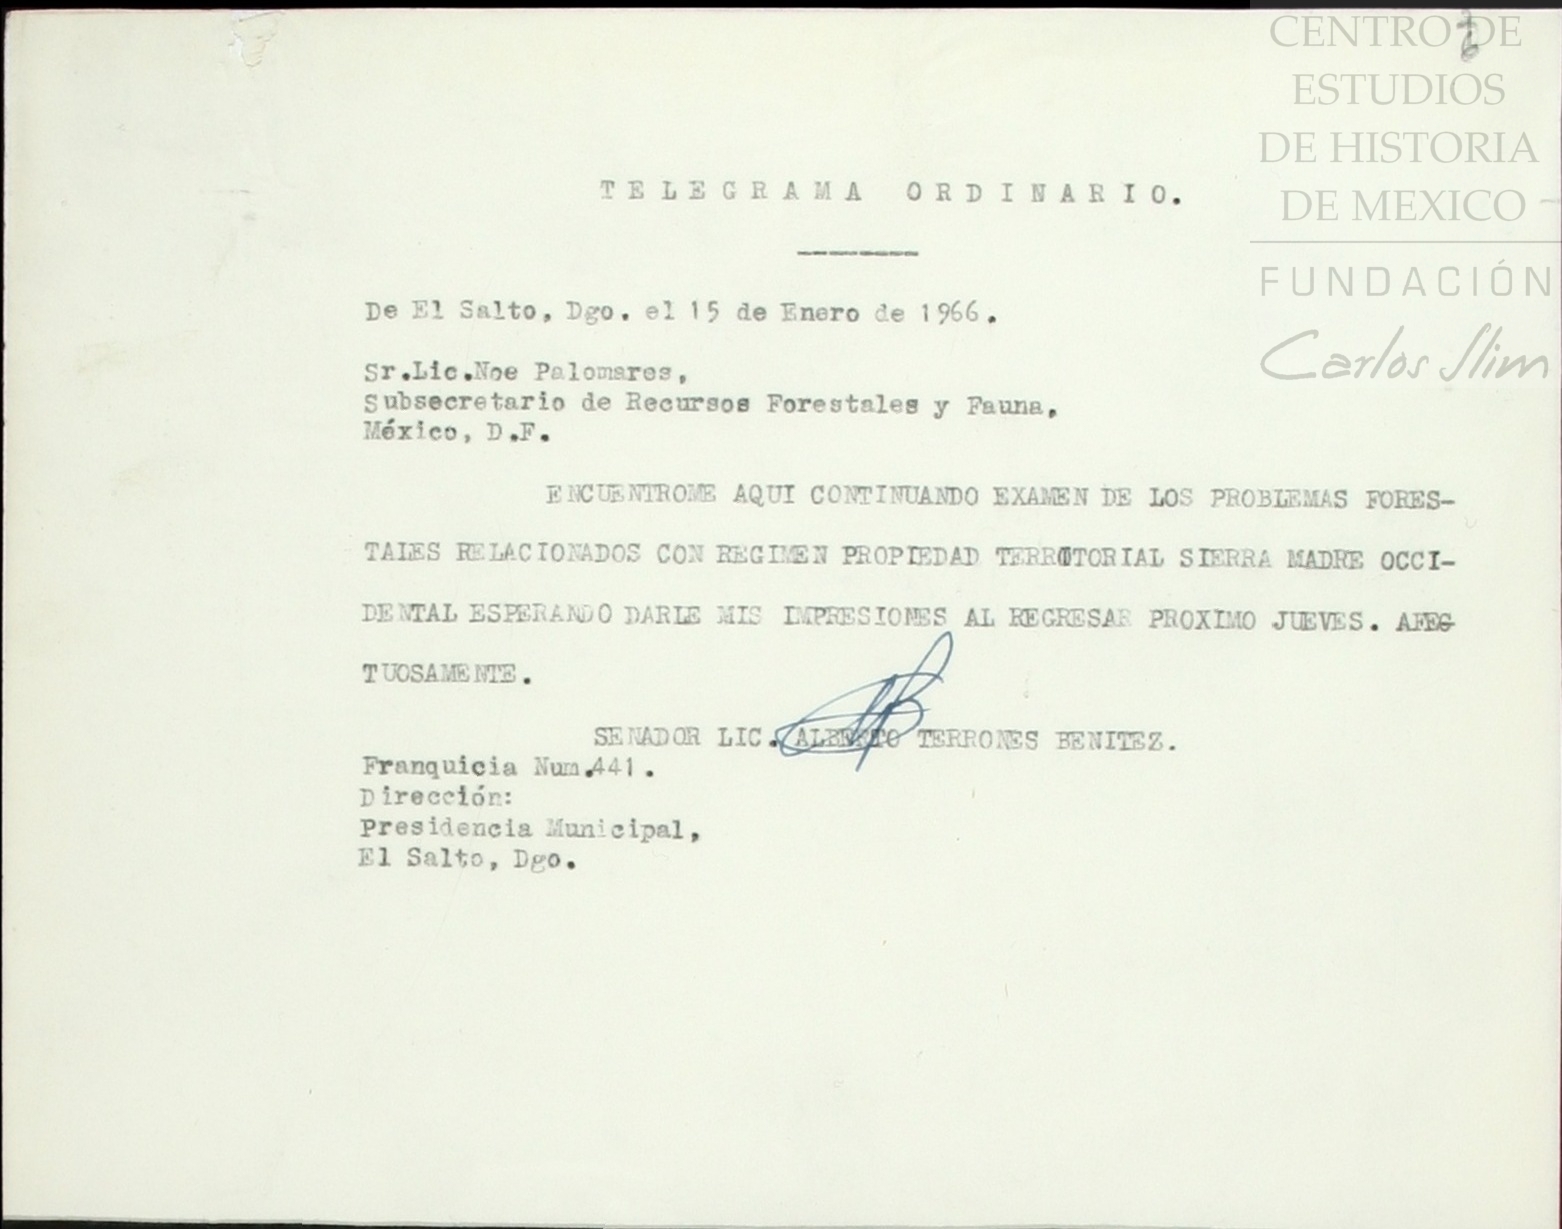 CENTRO DE
ESTUDIOS
DE HISTORIA
DE MEXICO
FUNDACIÓN
Carlos Slim
TELEGRAMA ORDINARIO.
De El Salto, Dgo. el 15 de Enero de 1966.
Sr.Lic.Noe Palomares,
Subsecretario de Recursos Forestales y Fauna,
México, D.F.
ENCUENTROME AQUI CONTINUANDO EXAMEN DE LOS PROBLEMAS FORES-
TALES RELACIONADOS CON REGIMEN PROPIEDAD TERRITORIAL SIERRA MADRE OCCI-
DENTAL ESPERANDO DARLE MIS IMPRESIONES AL REGRESAR PROXIMO JUEVES. AFEC
TUOSAMENTE.
SENADOR LIC. ALBERTO TERRONES BENITEZ.
Franquicia Num.441.
Dirección:
Presidencia Municipal,
El Salto, Dgo.